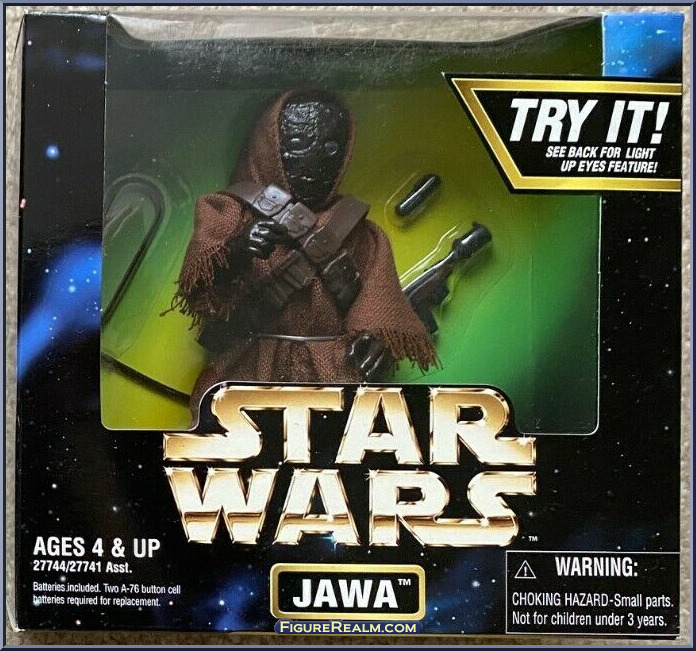 TRY IT!
SEE BACK FOR LIGHT
UP EYES FEATURE!
STAR
WARS™
AGES 4 & UP
27744/27741 Asst.
Batteries included. Two A-76 button cell
batteries required for replacement.
JAWA™
FIGUREREALM.COM
⚠ WARNING:
CHOKING HAZARD-Small parts.
Not for children under 3 years.